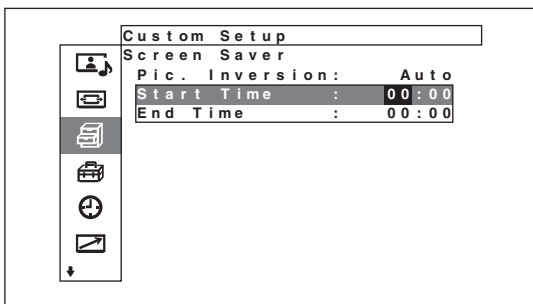 Custom Setup
Screen Saver
Pic. Inversion: Auto
Start Time : 00:00
End Time : 00:00